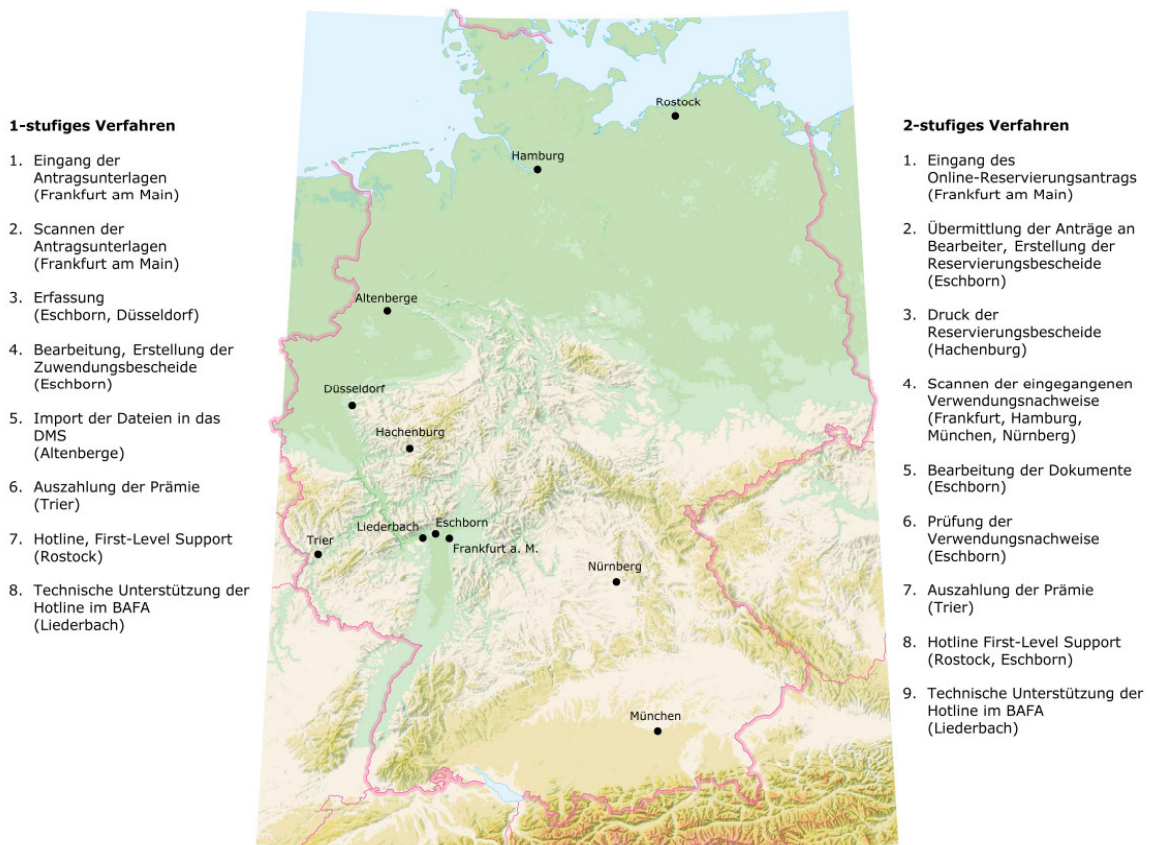 1-stufiges Verfahren
1. Eingang der
Antragsunterlagen
(Frankfurt am Main)
2. Scannen der
Antragsunterlagen
(Frankfurt am Main)
3. Erfassung
(Eschborn, Düsseldorf)
4. Bearbeitung, Erstellung der
Zuwendungsbescheide
(Eschborn)
5. Import der Dateien in das
DMS
(Altenberge)
6. Auszahlung der Prämie
(Trier)
7. Hotline, First-Level Support
(Rostock)
8. Technische Unterstützung der
Hotline im BAFA
(Liederbach)
Rostock
Hamburg
Altenberge
Düsseldorf
Hachenburg
Liederbach
Eschborn
Trier
Frankfurt a. M.
Nürnberg
München
2-stufiges Verfahren
1. Eingang des
Online-Reservierungsantrags
(Frankfurt am Main)
2. Übermittlung der Anträge an
Bearbeiter, Erstellung der
Reservierungsbescheide
(Eschborn)
3. Druck der
Reservierungsbescheide
(Hachenburg)
4. Scannen der eingegangenen
Verwendungsnachweise
(Frankfurt, Hamburg,
München, Nürnberg)
5. Bearbeitung der Dokumente
(Eschborn)
6. Prüfung der
Verwendungsnachweise
(Eschborn)
7. Auszahlung der Prämie
(Trier)
8. Hotline First-Level Support
(Rostock, Eschborn)
9. Technische Unterstützung der
Hotline im BAFA
(Liederbach)